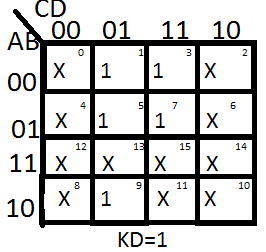 CD
00 01 11 10
AB
00 X 0 1 1 1 3 X 2
01 X 4 1 5 1 7 X 6
11 X 12 X 13 X 15 X 14
10 X 8 1 9 X 11 X 10
KD=1